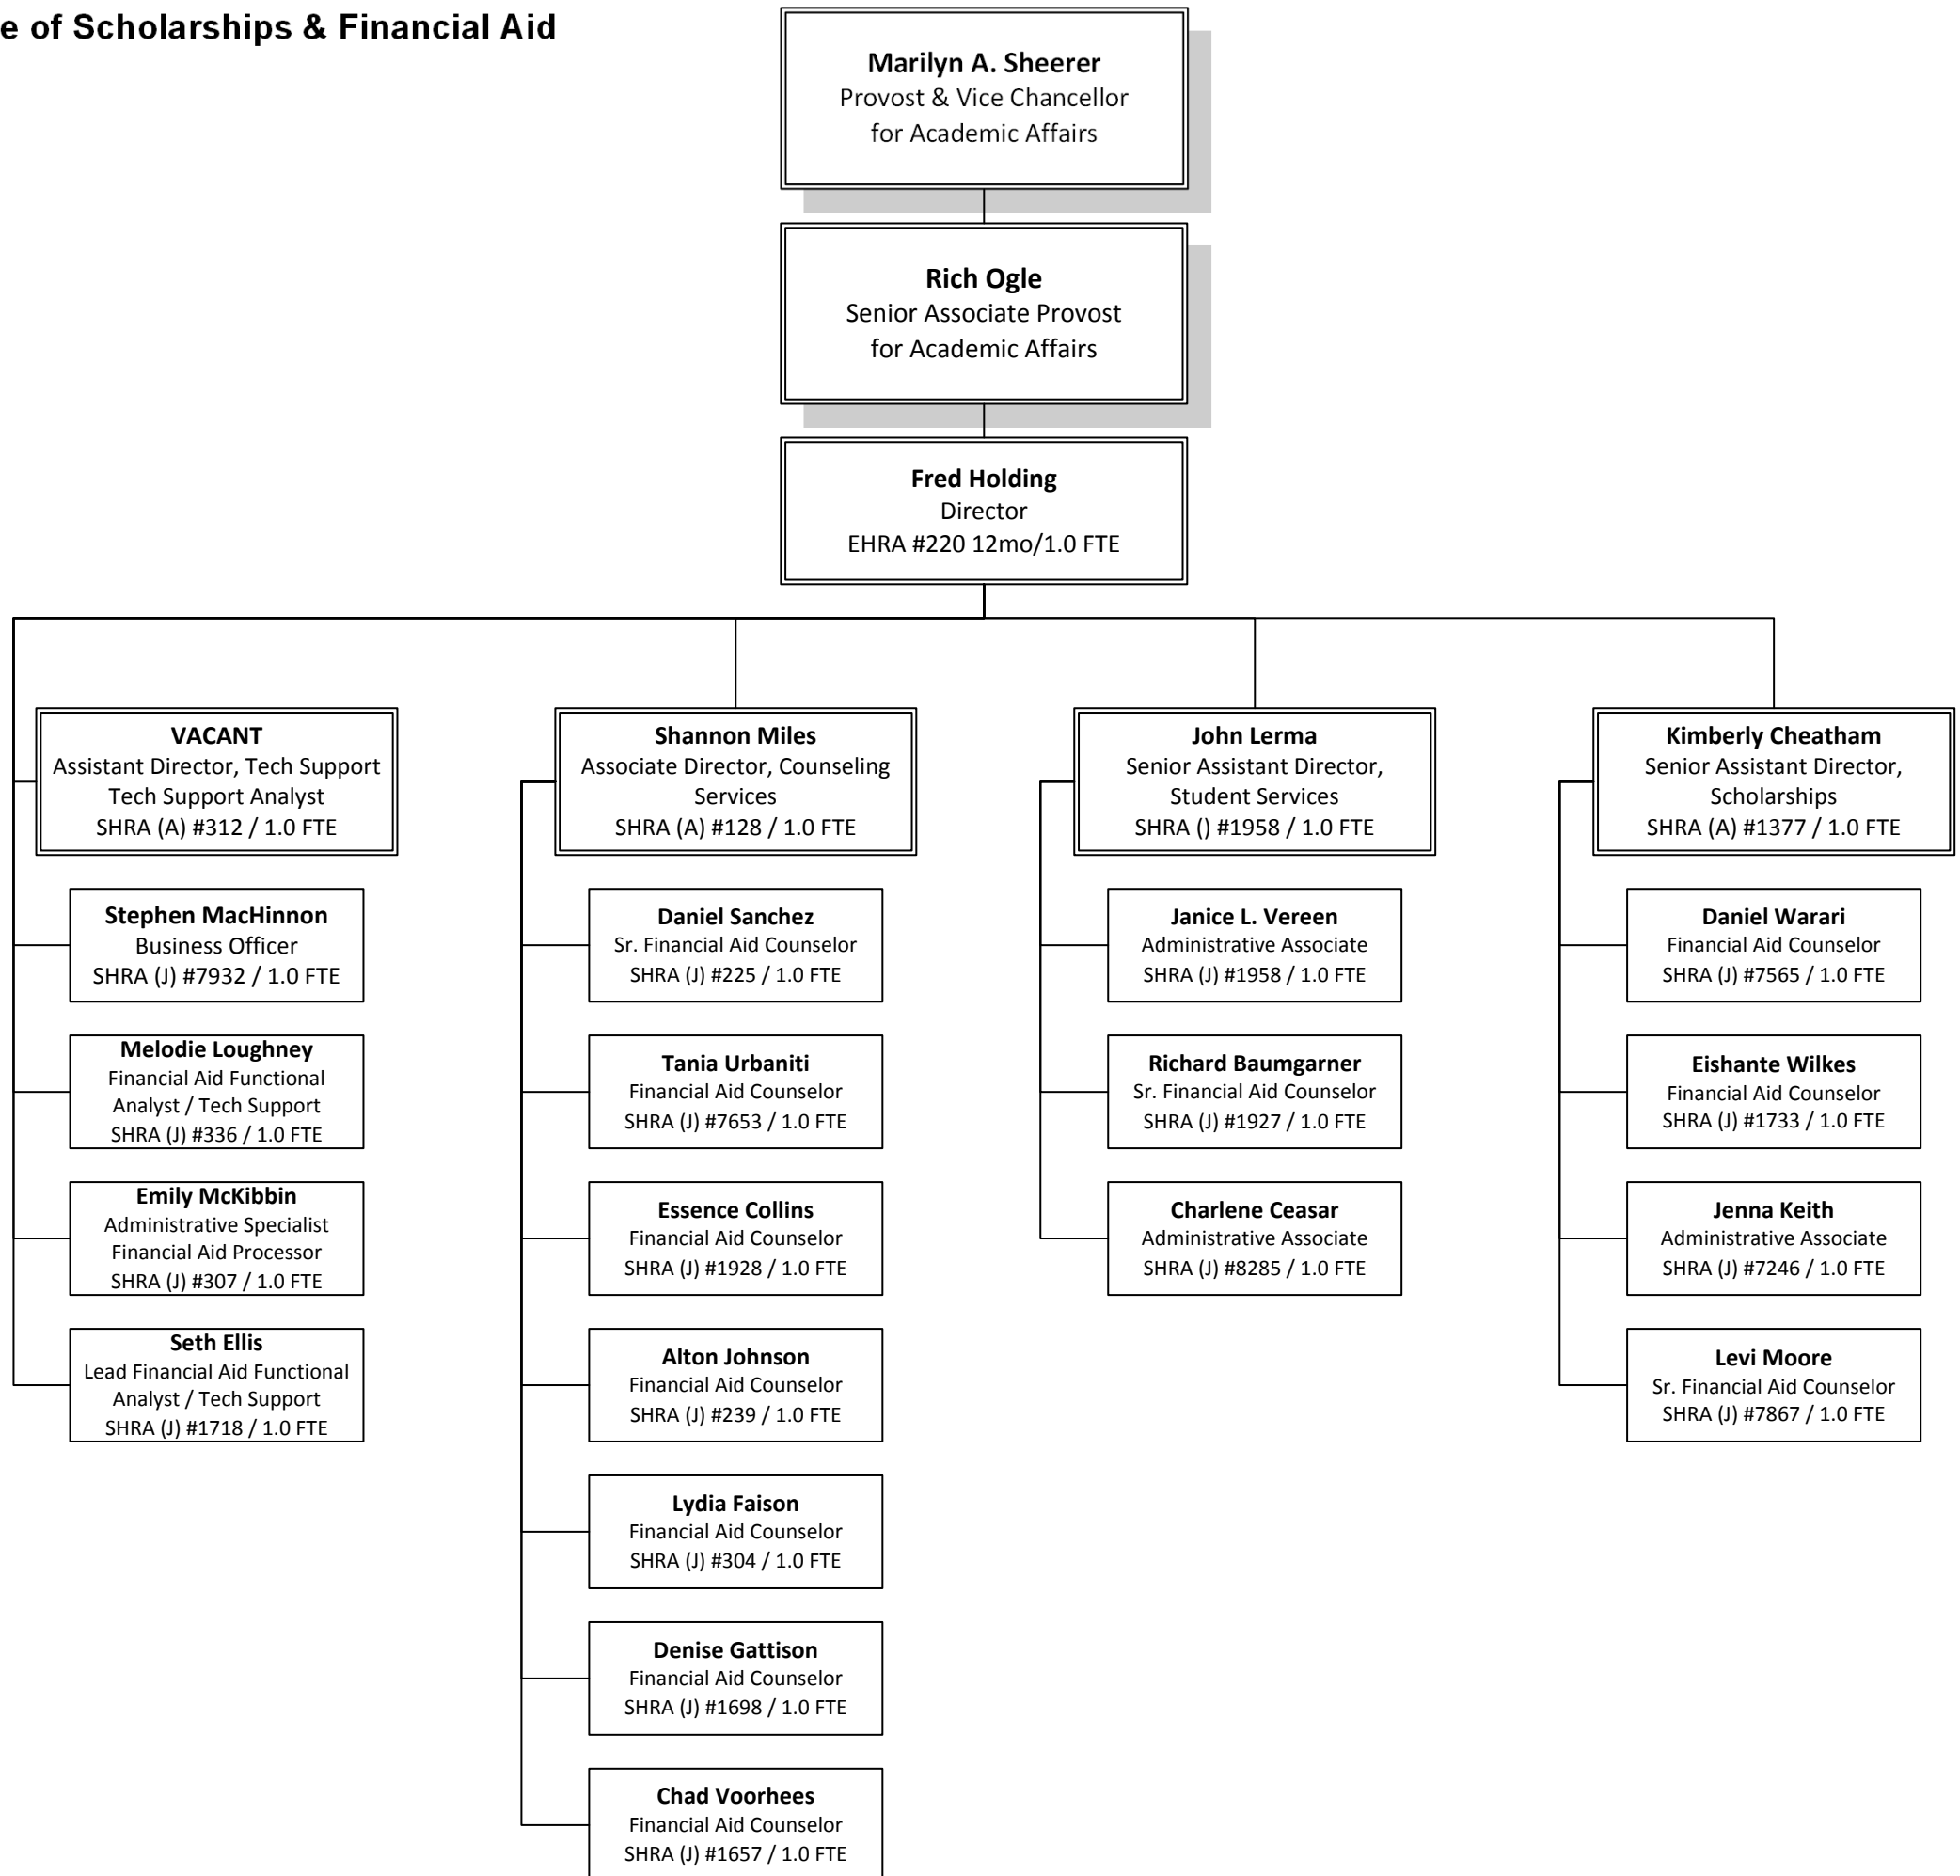 e of Scholarships & Financial Aid
Marilyn A. Sheerer
Provost & Vice Chancellor
for Academic Affairs
Rich Ogle
Senior Associate Provost
for Academic Affairs
Fred Holding
Director
EHRA #220 12mo/1.0 FTE
VACANT
Assistant Director, Tech Support
Tech Support Analyst
SHRA (A) #312 / 1.0 FTE
Stephen MacHinnon
Business Officer
SHRA (J) #7932 / 1.0 FTE
Melodie Loughney
Financial Aid Functional
Analyst / Tech Support
SHRA (J) #336 / 1.0 FTE
Emily McKibbin
Administrative Specialist
Financial Aid Processor
SHRA (J) #307 / 1.0 FTE
Seth Ellis
Lead Financial Aid Functional
Analyst / Tech Support
SHRA (J) #1718 / 1.0 FTE
Shannon Miles
Associate Director, Counseling
Services
SHRA (A) #128 / 1.0 FTE
Daniel Sanchez
Sr. Financial Aid Counselor
SHRA (J) #225 / 1.0 FTE
Tania Urbaniti
Financial Aid Counselor
SHRA (J) #7653 / 1.0 FTE
Essence Collins
Financial Aid Counselor
SHRA (J) #1928 / 1.0 FTE
Alton Johnson
Financial Aid Counselor
SHRA (J) #239 / 1.0 FTE
Lydia Faison
Financial Aid Counselor
SHRA (J) #304 / 1.0 FTE
Denise Gattison
Financial Aid Counselor
SHRA (J) #1698 / 1.0 FTE
Chad Voorhees
Financial Aid Counselor
SHRA (J) #1657 / 1.0 FTE
John Lerma
Senior Assistant Director,
Student Services
SHRA () #1958 / 1.0 FTE
Janice L. Vereen
Administrative Associate
SHRA (J) #1958 / 1.0 FTE
Richard Baumgarner
Sr. Financial Aid Counselor
SHRA (J) #1927 / 1.0 FTE
Charlene Ceasar
Administrative Associate
SHRA (J) #8285 / 1.0 FTE
Kimberly Cheatham
Senior Assistant Director,
Scholarships
SHRA (A) #1377 / 1.0 FTE
Daniel Warari
Financial Aid Counselor
SHRA (J) #7565 / 1.0 FTE
Eishante Wilkes
Financial Aid Counselor
SHRA (J) #1733 / 1.0 FTE
Jenna Keith
Administrative Associate
SHRA (J) #7246 / 1.0 FTE
Levi Moore
Sr. Financial Aid Counselor
SHRA (J) #7867 / 1.0 FTE